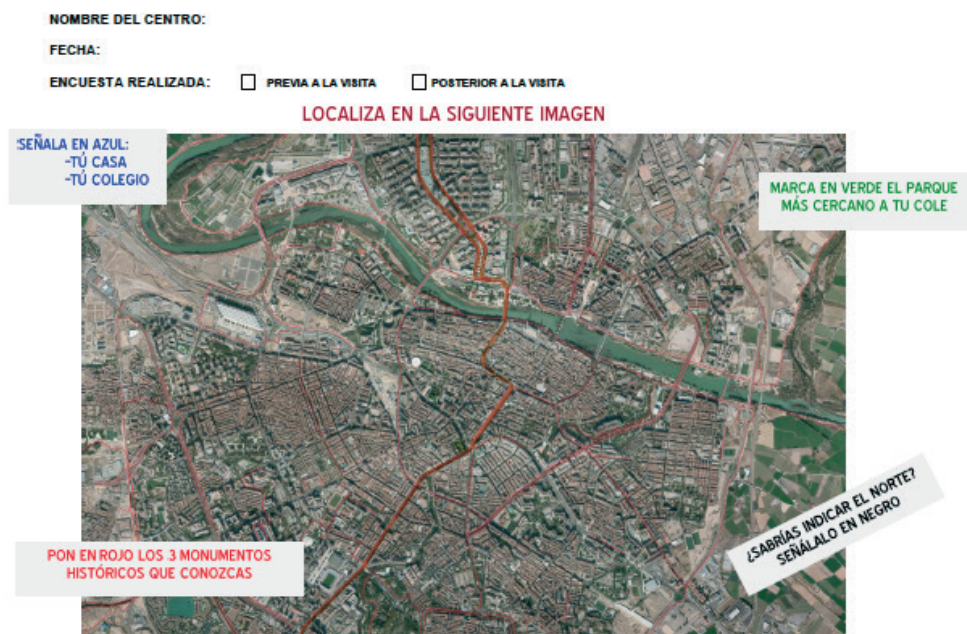 NOMBRE DEL CENTRO:
FECHA:
ENCUESTA REALIZADA: PREVIA A LA VISITA POSTERIOR A LA VISITA
LOCALIZA EN LA SIGUIENTE IMAGEN
SEÑALA EN AZUL:
-TÚ CASA
-TÚ COLEGIO
MARCA EN VERDE EL PARQUE
MÁS CERCANO A TU COLE
¿SABRÍAS INDICAR EL NORTE?
SEÑÁLALO EN NEGRO
PON EN ROJO LOS 3 MONUMENTOS
HISTÓRICOS QUE CONOZCAS